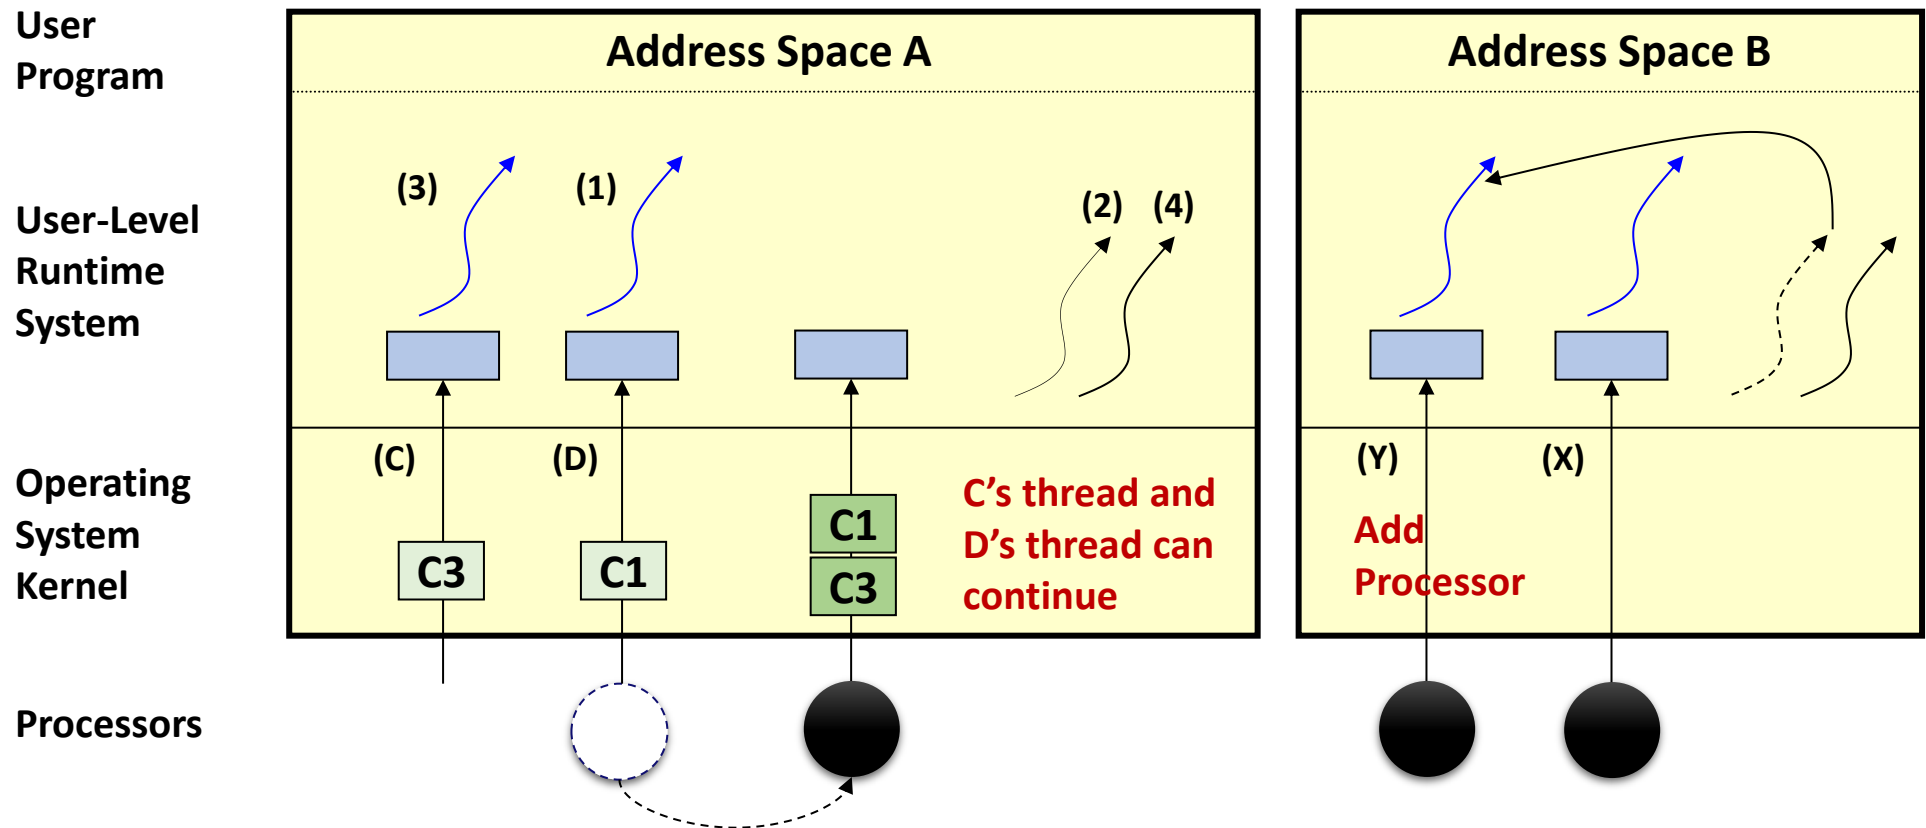 User
Program
Address Space A
Address Space B
(3)
(1)
(2)
(4)
User-Level
Runtime
System
(C)
(D)
(Y)
(X)
Operating
System
Kernel
C3
C1
C1
C3
C's thread and
D's thread can
continue
Add
Processor
Processors